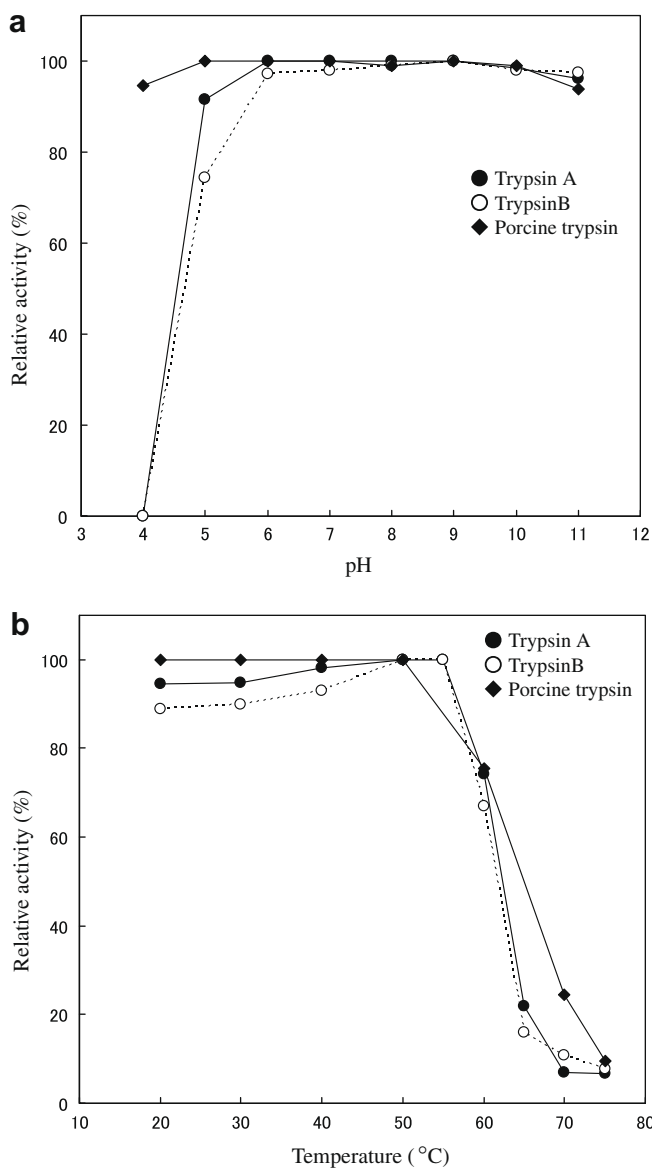 a
100
80
60
40
20
0
Relative activity (%)
Trypsin A
TrypsinB
Porcine trypsin
3 4 5 6 7 8 9 10 11 12
pH
b
100
80
60
40
20
0
Relative activity (%)
Trypsin A
TrypsinB
Porcine trypsin
10 20 30 40 50 60 70 80
Temperature (°C)